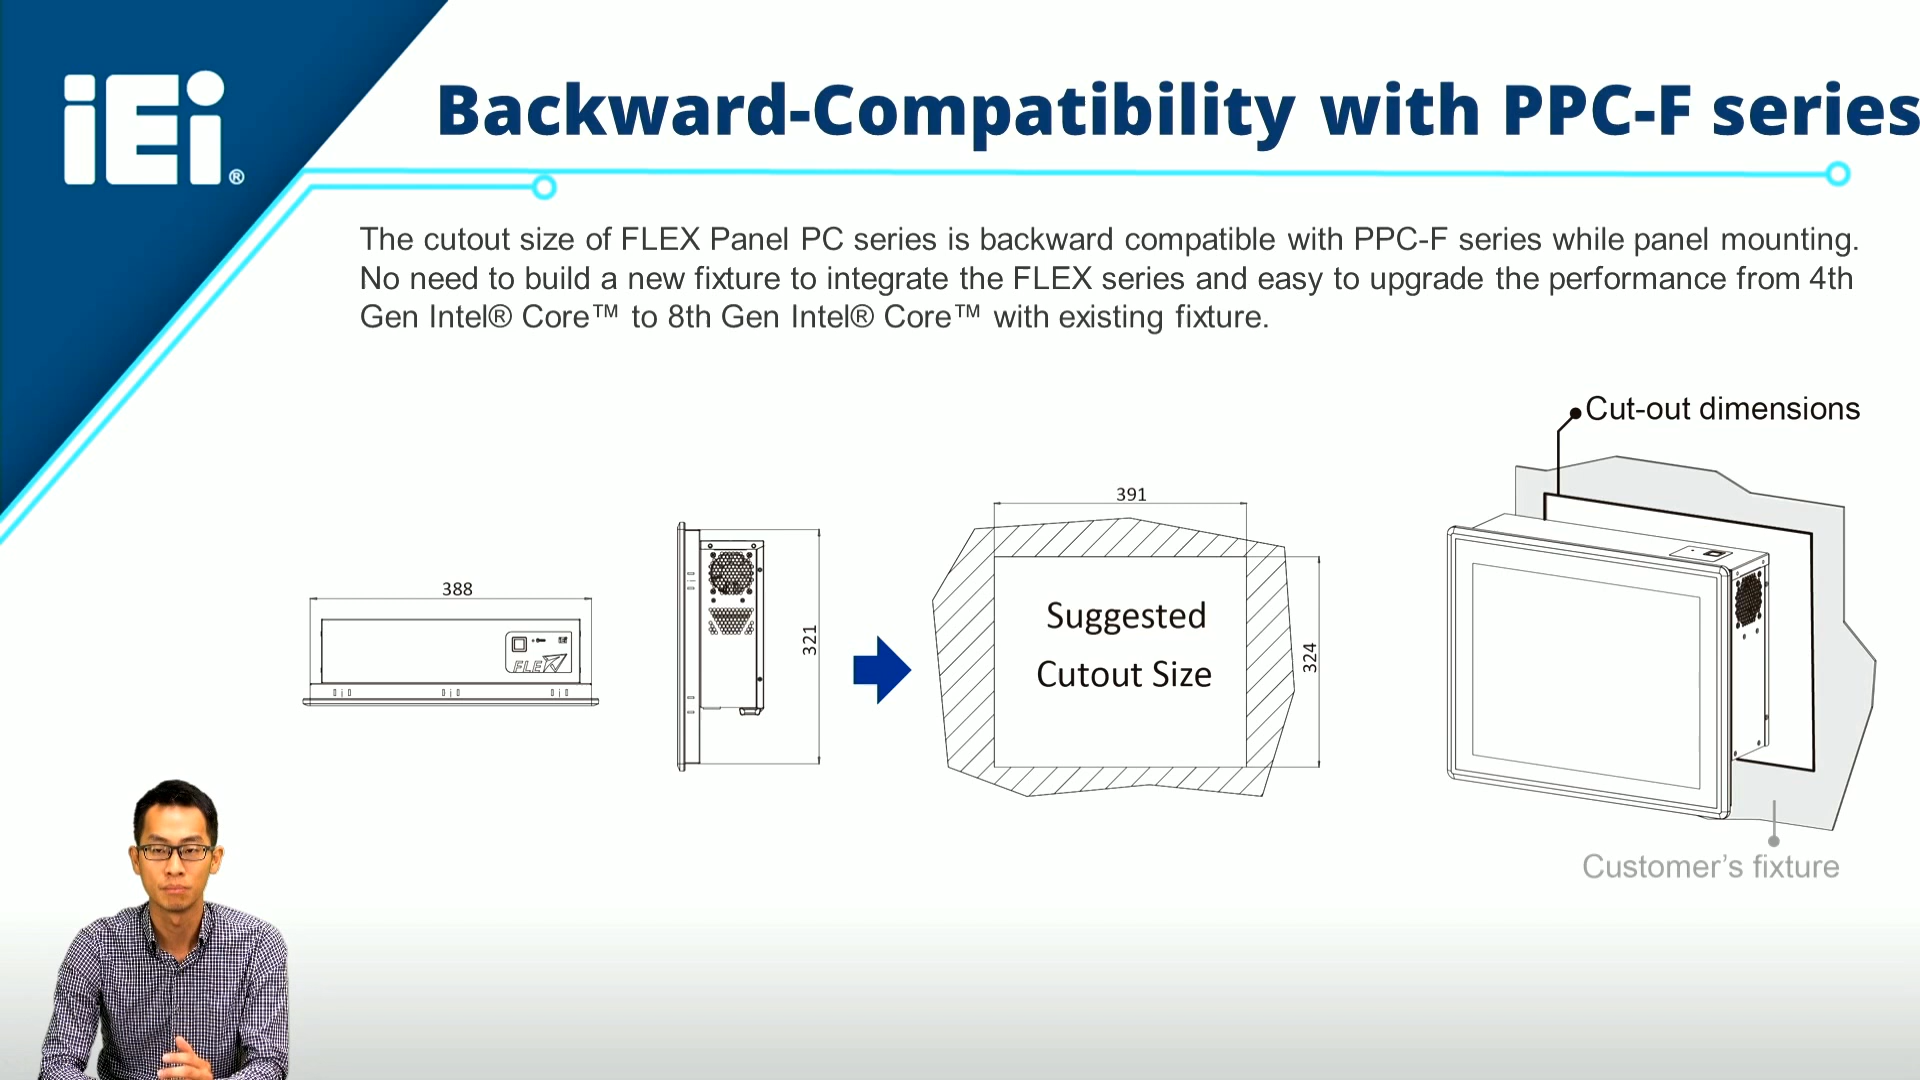 iEi®
Backward-Compatibility with PPC-F series
The cutout size of FLEX Panel PC series is backward compatible with PPC-F series while panel mounting.
No need to build a new fixture to integrate the FLEX series and easy to upgrade the performance from 4th
Gen Intel® Core™ to 8th Gen Intel® Core™ with existing fixture.
Cut-out dimensions
391
388
321
Suggested
Cutout Size
324
FLEX
Customer’s fixture